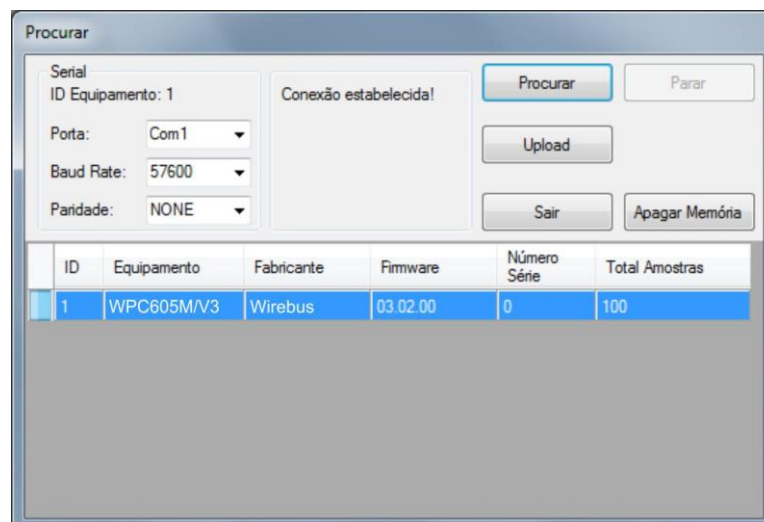 Procurar
Serial
ID Equipamento: 1
Porta: Com1
Baud Rate: 57600
Paridade: NONE
Conexão estabelecida!
Procurar Parar
Upload
Sair Apagar Memória
ID Equipamento Fabricante Firmware Número Série Total Amostras
1 WPC605M/V3 Wirebus 03.02.00 0 100